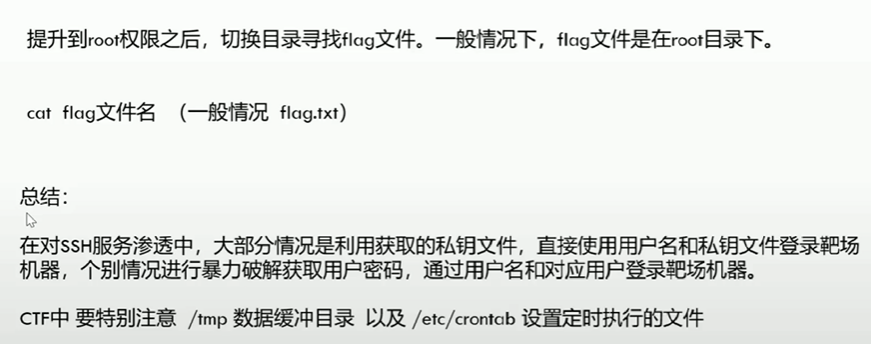 提升到root权限之后，切换目录寻找flag文件。一般情况下，flag文件是在root目录下。
cat flag文件名 （一般情况 flag.txt）
总结：
在对SSH服务渗透中，大部分情况是利用获取的私钥文件，直接使用用户名和私钥文件登录靶场
机器，个别情况进行暴力破解获取用户密码，通过用户名和对应用户登录靶场机器。
CTF中 要特别注意 /tmp 数据缓冲目录 以及 /etc/crontab 设置定时执行的文件